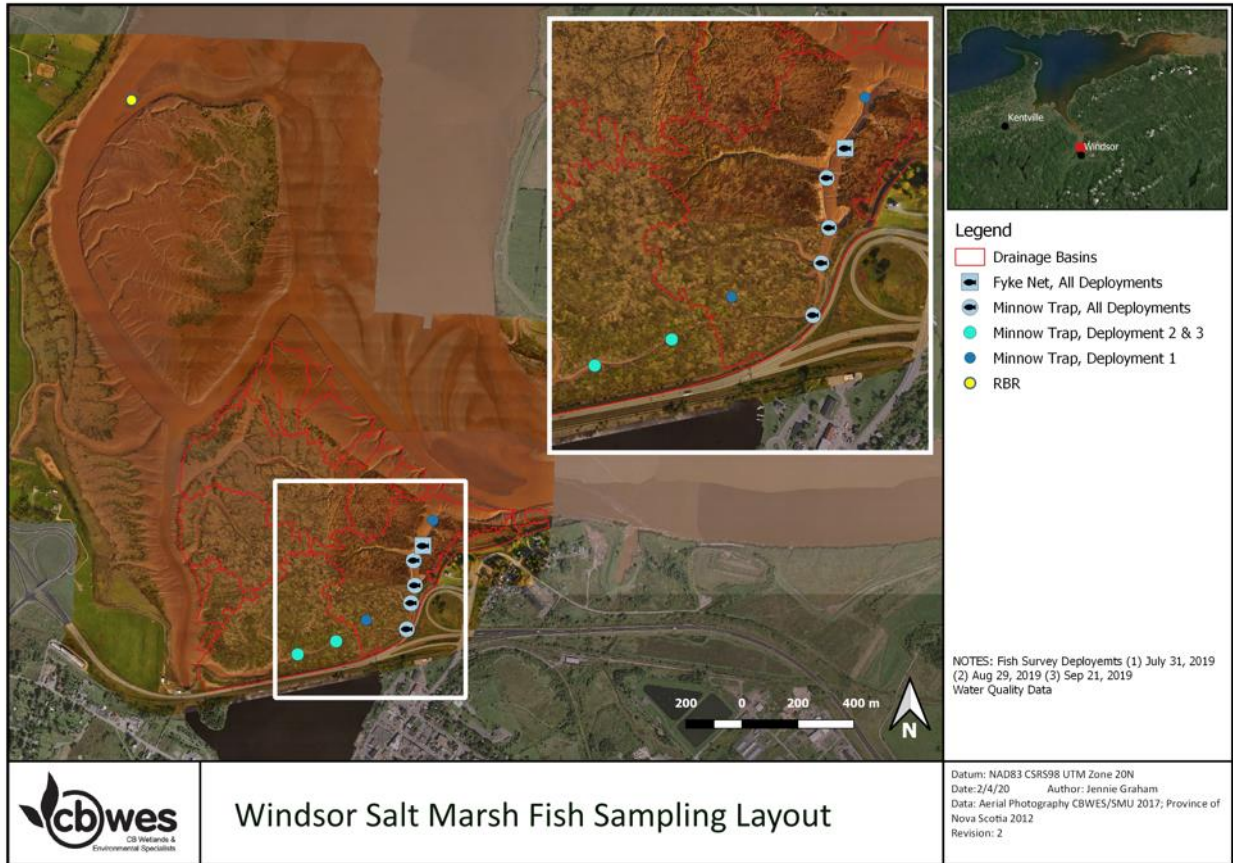 Kentville
Windsor
Legend
Drainage Basins
Fyke Net, All Deployments
Minnow Trap, All Deployments
Minnow Trap, Deployment 2 & 3
Minnow Trap, Deployment 1
RBR
NOTES: Fish Survey Deployemts (1) July 31, 2019
(2) Aug 29, 2019 (3) Sep 21, 2019
Water Quality Data
200 0 200 400 m
N
cbwes
CB Wetlands &
Environmental Specialists
Windsor Salt Marsh Fish Sampling Layout
Datum: NAD83 CSRS98 UTM Zone 20N
Date:2/4/20 Author: Jennie Graham
Data: Aerial Photography CBWES/SMU 2017; Province of
Nova Scotia 2012
Revision: 2